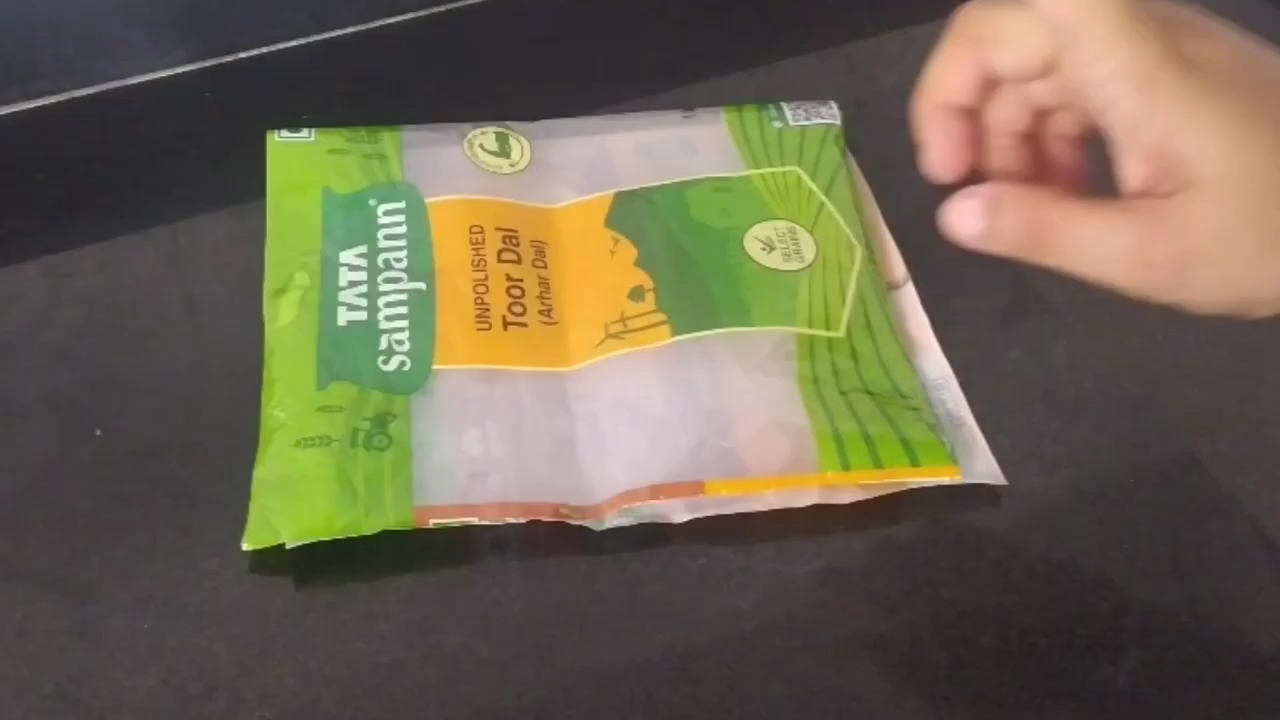 TATA
sampann®
UNPOLISHED
Toor Dal
(Arhar Dal)
SELECT
GRAINS